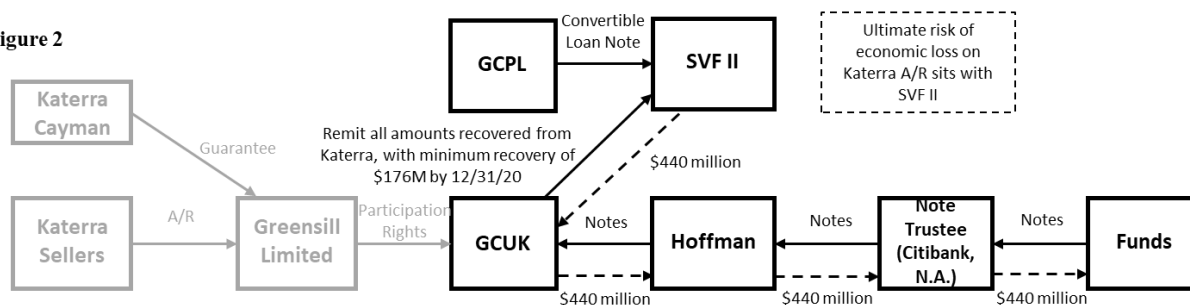 igure 2
Katerra
Cayman
Guarantee
Katerra
Sellers
A/R
Greensill
Limited
Participation
Rights
GCPL
Convertible
Loan Note
SVF II
Ultimate risk of
economic loss on
Katerra A/R sits with
SVF II
Remit all amounts recovered from
Katerra, with minimum recovery of
$176M by 12/31/20
$440 million
GCUK
Notes
$440 million
Hoffman
Notes
$440 million
Note
Trustee
(Citibank,
N.A.)
Notes
$440 million
Funds